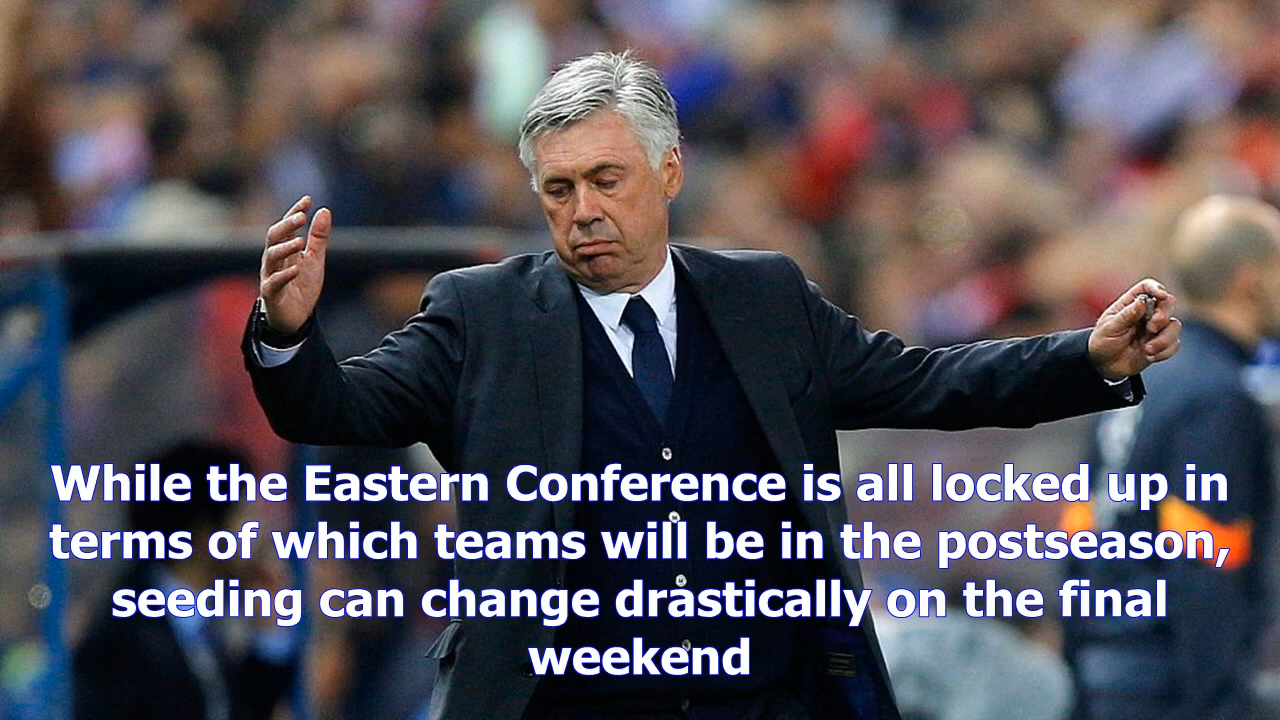 While the Eastern Conference is all locked up in
terms of which teams will be in the postseason,
seeding can change drastically on the final
weekend